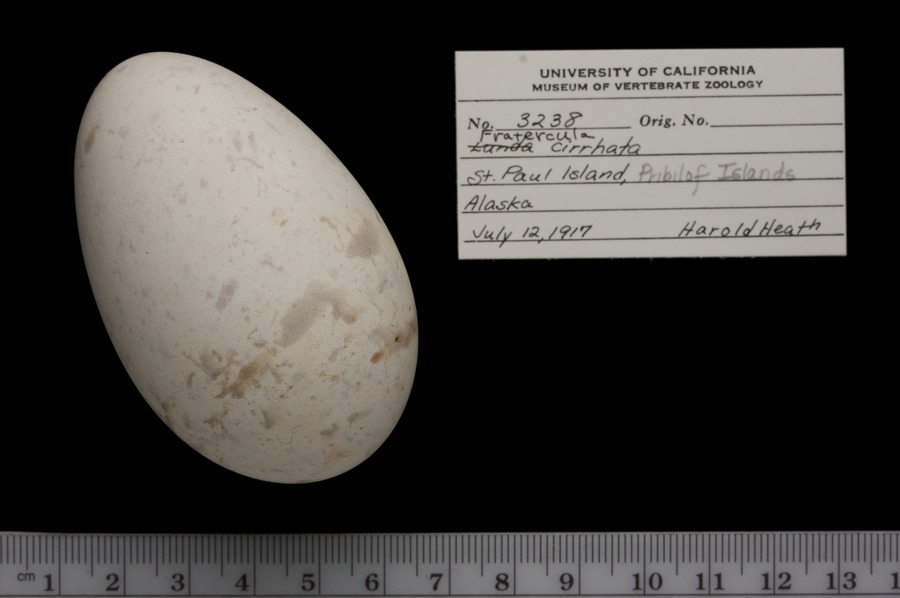 UNIVERSITY OF CALIFORNIA
MUSEUM OF VERTEBRATE ZOOLOGY
No. 3238 Orig. No.
Fratercula
Lunda Cirrhata
St. Paul Island, Pribilof Islands
Alaska
July 12, 1917 Harold Heath
cm 1 2 3 4 5 6 7 8 9 10 11 12 13 1